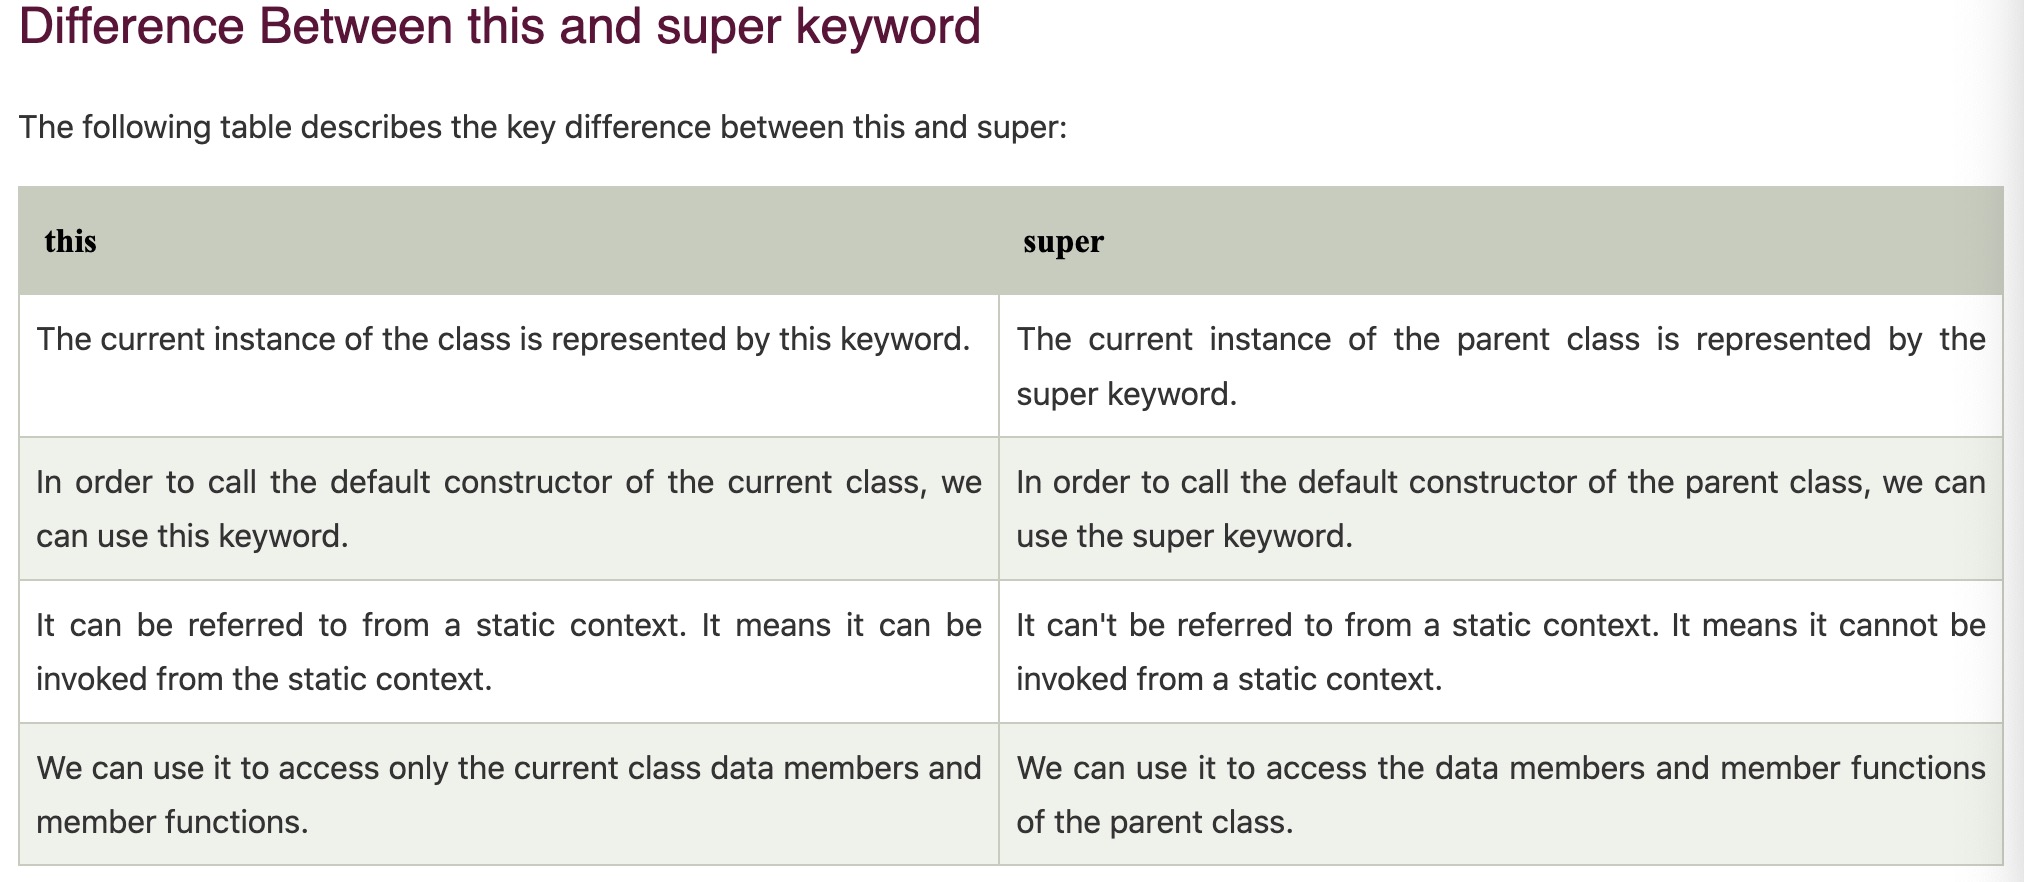 Difference Between this and super keyword
The following table describes the key difference between this and super:
this
super
The current instance of the class is represented by this keyword.
The current instance of the parent class is represented by the
super keyword.
In order to call the default constructor of the current class, we
can use this keyword.
In order to call the default constructor of the parent class, we can
use the super keyword.
It can be referred to from a static context. It means it can be
invoked from the static context.
It can't be referred to from a static context. It means it cannot be
invoked from a static context.
We can use it to access only the current class data members and
member functions.
We can use it to access the data members and member functions
of the parent class.